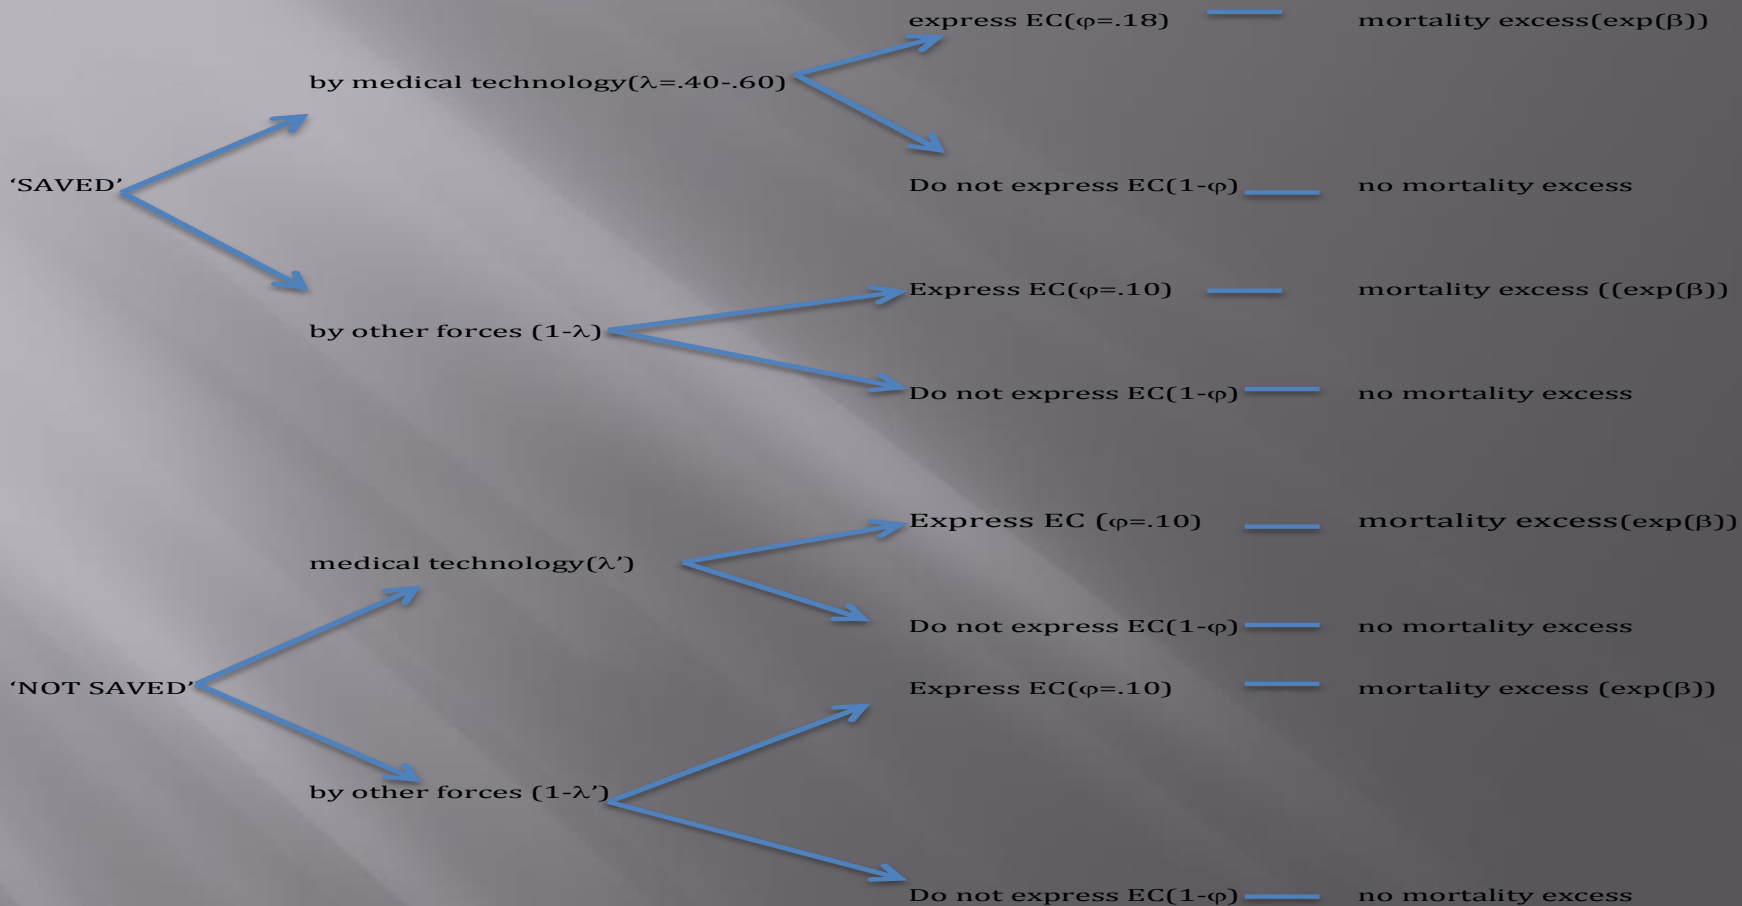 express EC(φ=.18) mortality excess(exp(β))
by medical technology(λ=.40-.60)
‘SAVED’ Do not express EC(1-φ) no mortality excess
Express EC(φ=.10) mortality excess ((exp(β))
by other forces (1-λ)
Do not express EC(1-φ) no mortality excess
Express EC (φ=.10) mortality excess(exp(β))
medical technology(λ’)
Do not express EC(1-φ) no mortality excess
‘NOT SAVED’ Express EC(φ=.10) mortality excess (exp(β))
by other forces (1-λ’)
Do not express EC(1-φ) no mortality excess